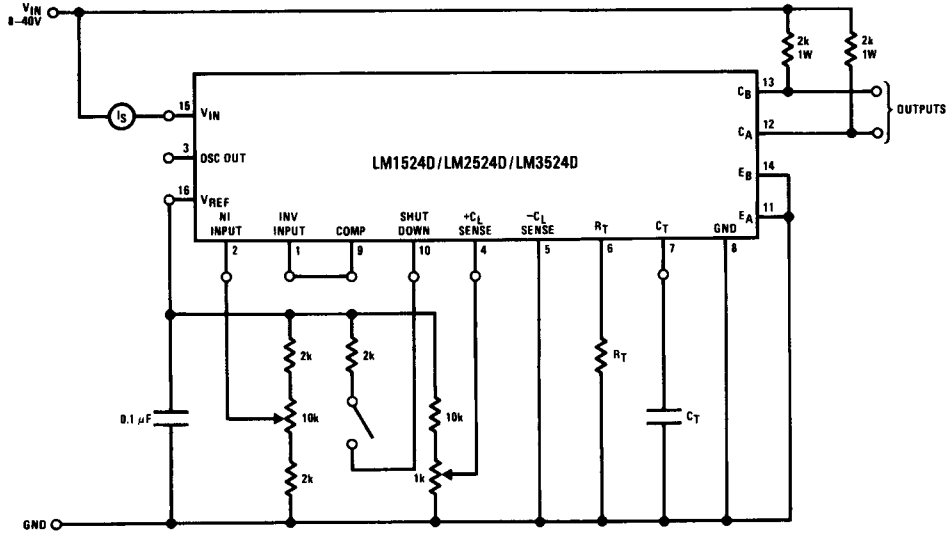 VIN
8–40V
2k
1W
2k
1W
13
CB
OUTPUTS
15
VIN
IS
12
CA
3
OSC OUT
LM1524D/LM2524D/LM3524D
14
EB
16
VREF
11
EA
NI
INPUT
INV
INPUT
COMP
SHUT
DOWN
+CL
SENSE
−CL
SENSE
RT
CT
GND
2
1
9
10
4
5
6
7
8
2k
2k
RT
0.1 μF
10k
10k
CT
2k
1k
GND